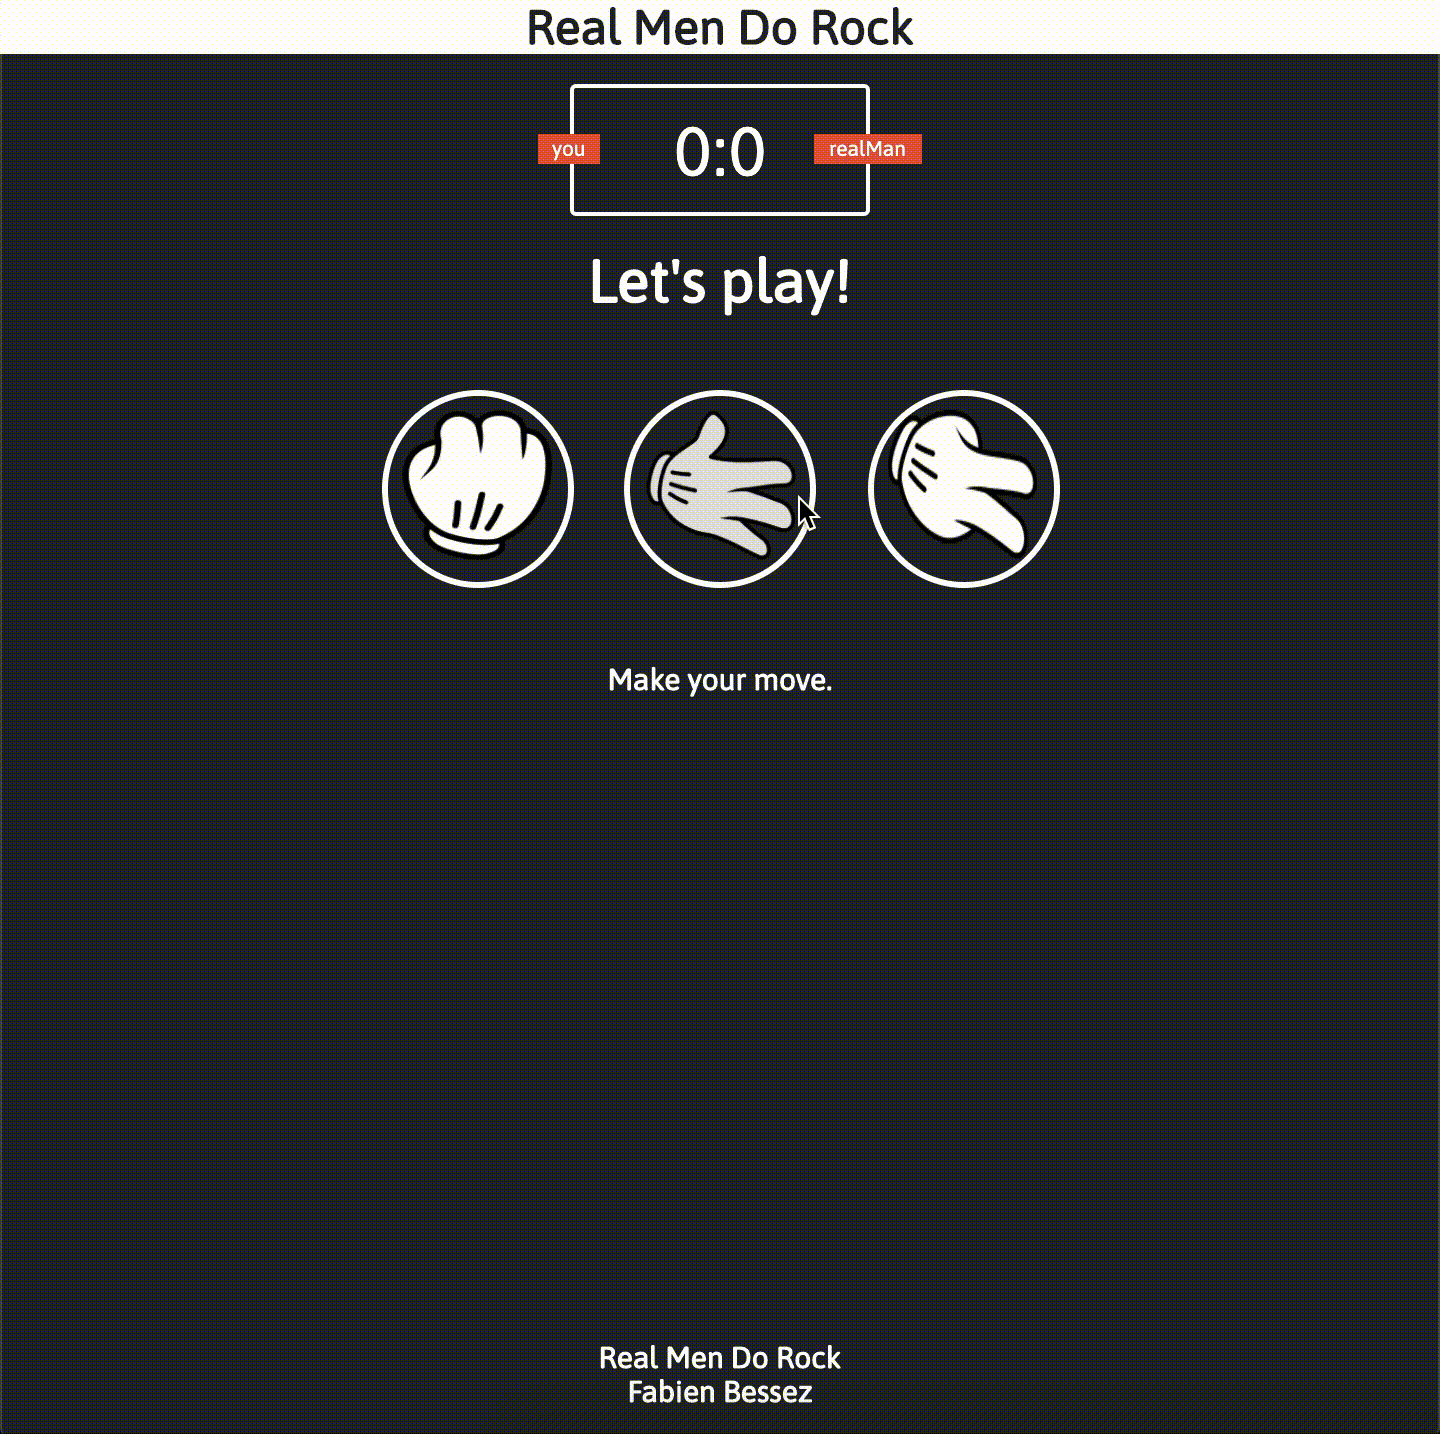 Real Men Do Rock
0:0
you
realMan
Let's play!
Make your move.
Real Men Do Rock
Fabien Bessez